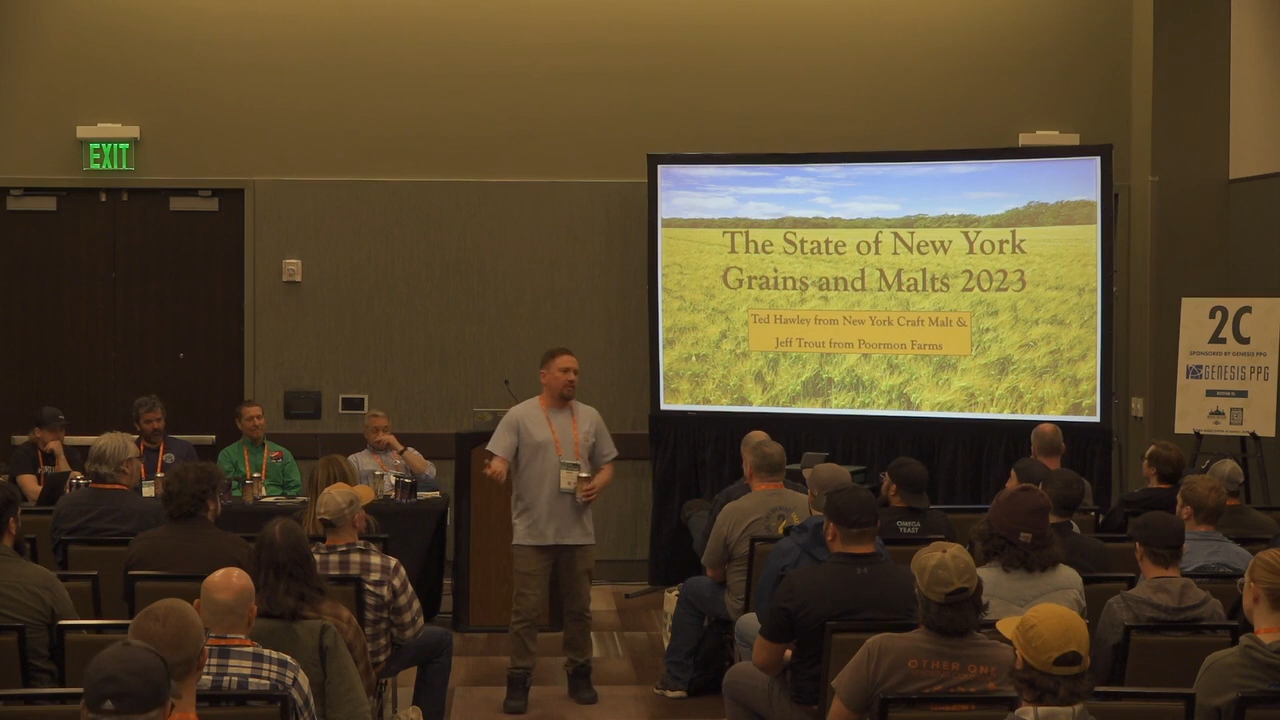 EXIT
The State of New York
Grains and Malts 2023
Ted Hawley from New York Craft Malt &
Jeff Trout from Poormon Farms
2C
SPONSORED BY GENESIS PPG
GENESIS PPG
OMEGA
YEAST
OTHER ONE